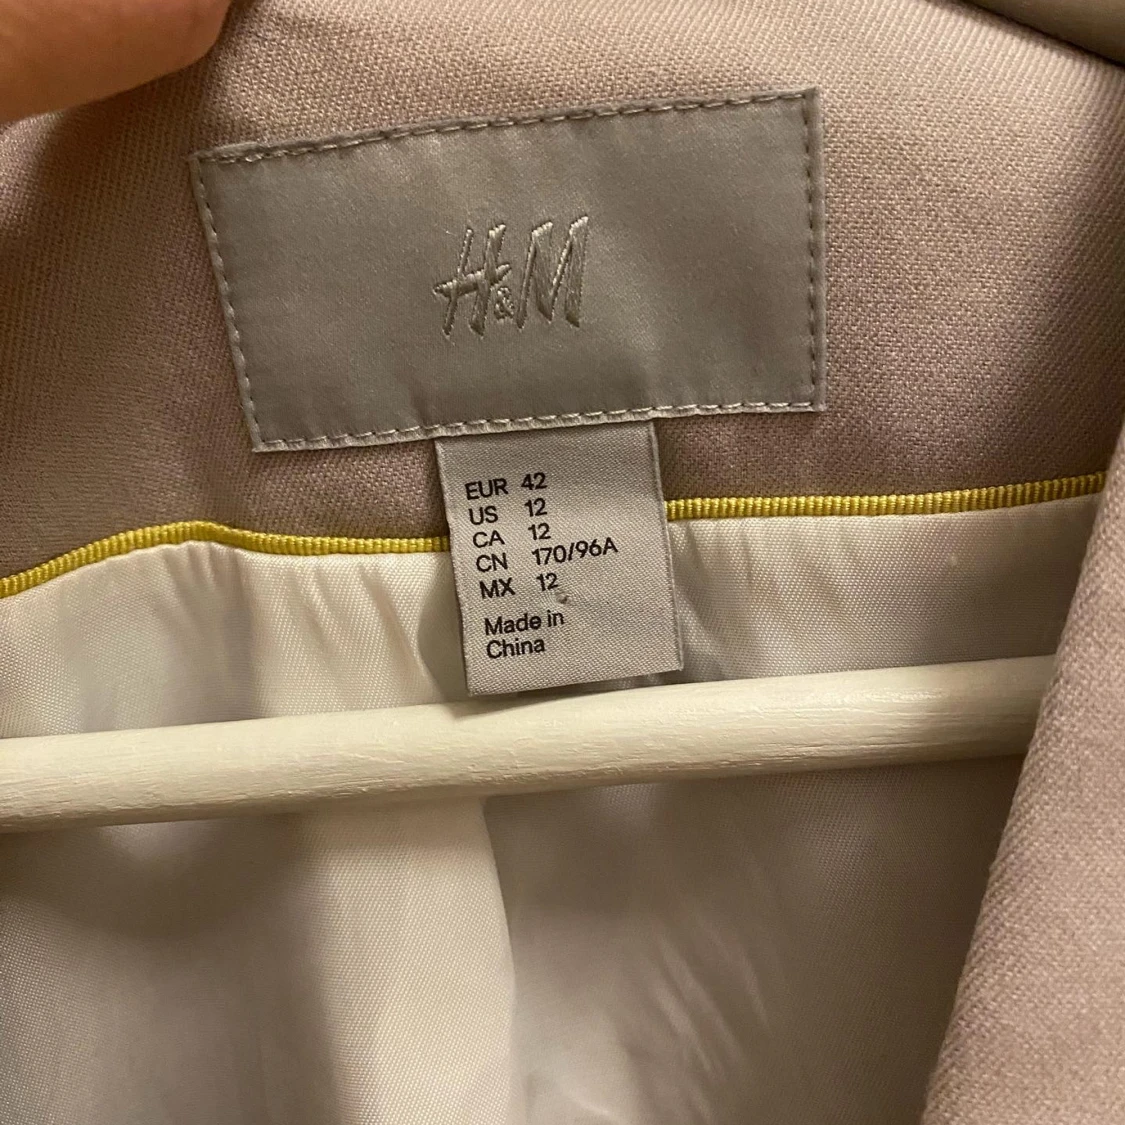 H&M
EUR 42
US 12
CA 12
CN 170/96A
MX 12
Made in
China